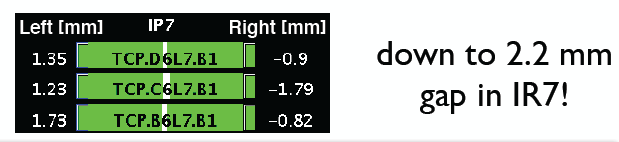 Left [mm] IP7 Right [mm]
1.35 TCP.D6L7.B1 −0.9
1.23 TCP.C6L7.B1 −1.79
1.73 TCP.B6L7.B1 −0.82
down to 2.2 mm
gap in IR7!